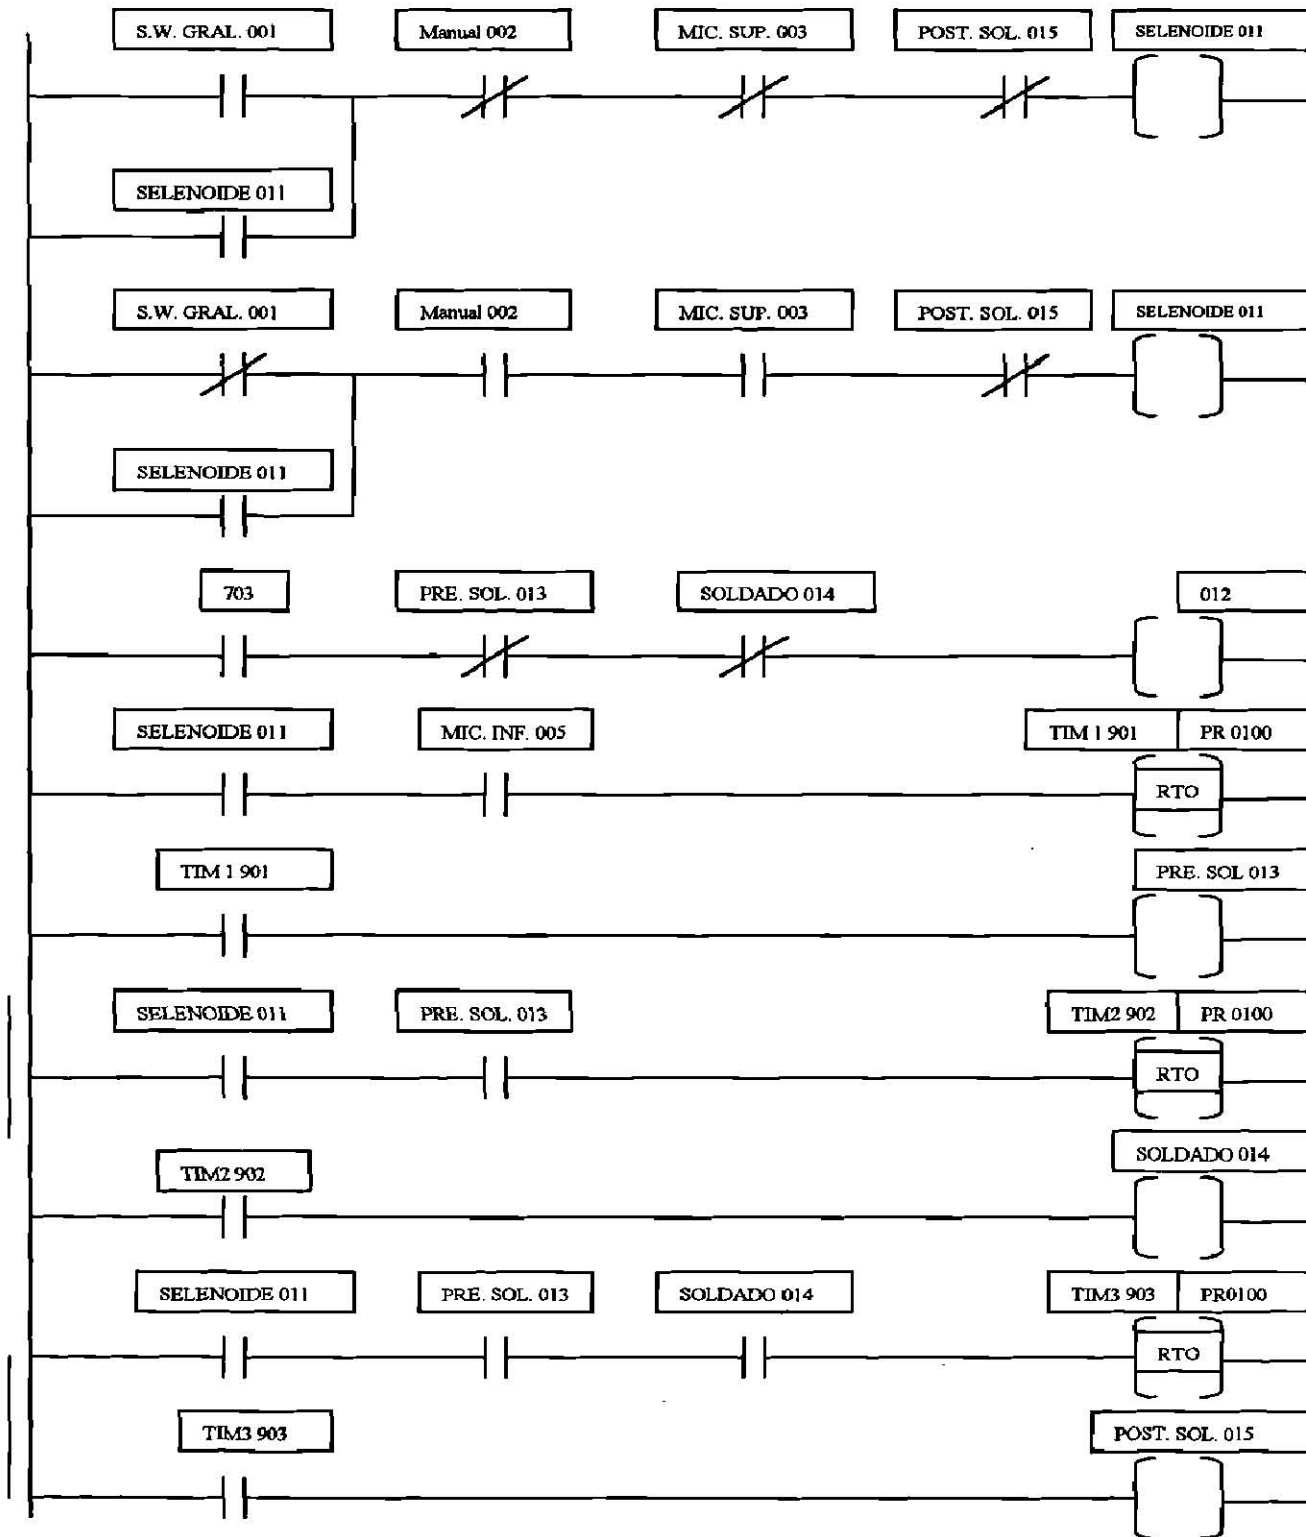 S.W. GRAL. 001 Manual 002 MIC. SUP. 003 POST. SOL. 015 SELENOIDE 011
SELENOIDE 011
S.W. GRAL. 001 Manual 002 MIC. SUP. 003 POST. SOL. 015 SELENOIDE 011
SELENOIDE 011
703 PRE. SOL. 013 SOLDADO 014 012
SELENOIDE 011 MIC. INF. 005 TIM 1 901 PR 0100
RTO
TIM 1 901 PRE. SOL 013
SELENOIDE 011 PRE. SOL. 013 TIM2 902 PR 0100
RTO
TIM2 902 SOLDADO 014
SELENOIDE 011 PRE. SOL. 013 SOLDADO 014 TIM3 903 PR0100
RTO
TIM3 903 POST. SOL. 015